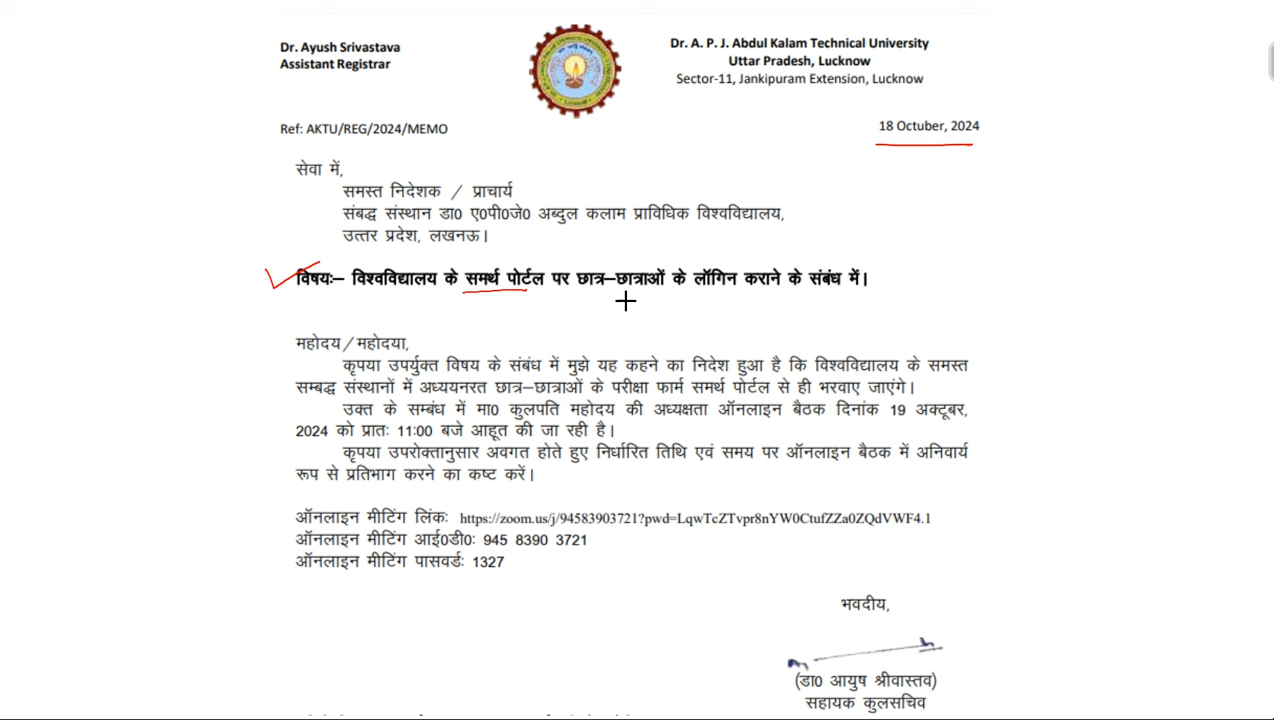 Dr. Ayush Srivastava
Assistant Registrar
Dr. A. P. J. Abdul Kalam Technical University
Uttar Pradesh, Lucknow
Sector-11, Jankipuram Extension, Lucknow
Ref: AKTU/REG/2024/MEMO
18 Octuber, 2024
सेवा में,
समस्त निदेशक / प्राचार्य
संबद्ध संस्थान डा0 ए0पी0जे0 अब्दुल कलाम प्राविधिक विश्वविद्यालय,
उत्तर प्रदेश, लखनऊ।
विषयः– विश्वविद्यालय के समर्थ पोर्टल पर छात्र–छात्राओं के लॉगिन कराने के संबंध में।
महोदय/महोदया,
कृपया उपर्युक्त विषय के संबंध में मुझे यह कहने का निदेश हुआ है कि विश्वविद्यालय के समस्त
सम्बद्ध संस्थानों में अध्ययनरत छात्र–छात्राओं के परीक्षा फार्म समर्थ पोर्टल से ही भरवाए जाएंगे।
उक्त के सम्बंध में मा0 कुलपति महोदय की अध्यक्षता ऑनलाइन बैठक दिनांक 19 अक्टूबर,
2024 को प्रातः 11:00 बजे आहूत की जा रही है।
कृपया उपरोक्तानुसार अवगत होते हुए निर्धारित तिथि एवं समय पर ऑनलाइन बैठक में अनिवार्य
रूप से प्रतिभाग करने का कष्ट करें।
ऑनलाइन मीटिंग लिंकः https://zoom.us/j/94583903721?pwd=LqwTcZTvpr8nYW0CtufZZa0ZQdVWF4.1
ऑनलाइन मीटिंग आई0डी0: 945 8390 3721
ऑनलाइन मीटिंग पासवर्डः 1327
भवदीय,
(डा0 आयुष श्रीवास्तव)
सहायक कुलसचिव